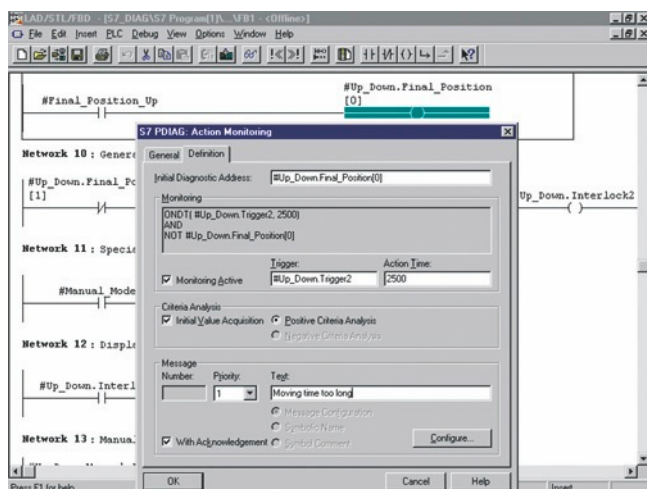 LAD/STL/FBD - [S7_DIAG\S7 Program[1]\...\FB1 - <Offline>]
File Edit Insert PLC Debug View Options Window Help
#Up_Down.Final_Position
#Final_Position_Up [0]
S7 PDIAG: Action Monitoring
General Definition
Network 10 : Genera
Initial Diagnostic Address: #Up_Down.Final_Position[0]
#Up_Down.Final_Po
[1]
Up_Down.Interlock2
Monitoring
ONDT( #Up_Down.Trigger2, 2500)
AND
NOT #Up_Down.Final_Position[0]
Network 11 : Specia
Trigger: Action Time:
Monitoring Active #Up_Down.Trigger2 2500
#Manual_Mode
Criteria Analysis
Initial Value Acquisition Positive Criteria Analysis
Negative Criteria Analysis
Network 12 : Displa
Message
Number: Priority: Text:
#Up_Down.Interl
1 Moving time too long
Message Configuration
Symbolic Name
Network 13 : Manual
With Acknowledgement Symbol Comment Configure...
OK Cancel Help
Press F1 for help. Insert